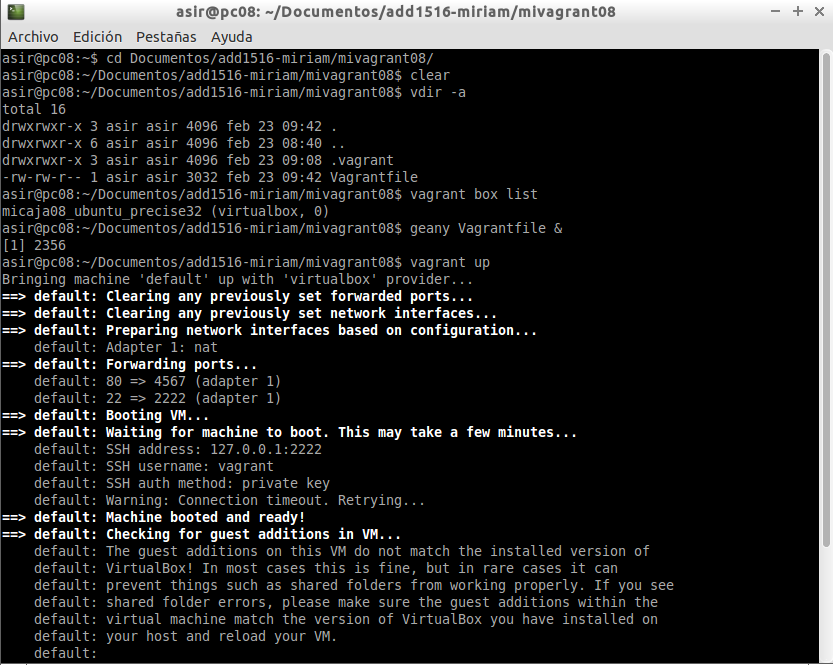 asir@pc08: ~/Documentos/add1516-miriam/mivagrant08
Archivo Edición Pestañas Ayuda
asir@pc08:~$ cd Documentos/add1516-miriam/mivagrant08/
asir@pc08:~/Documentos/add1516-miriam/mivagrant08$ clear
asir@pc08:~/Documentos/add1516-miriam/mivagrant08$ vdir -a
total 16
drwxrwxr-x 3 asir asir 4096 feb 23 09:42 .
drwxrwxr-x 6 asir asir 4096 feb 23 08:40 ..
drwxrwxr-x 3 asir asir 4096 feb 23 09:08 .vagrant
-rw-rw-r-- 1 asir asir 3032 feb 23 09:42 Vagrantfile
asir@pc08:~/Documentos/add1516-miriam/mivagrant08$ vagrant box list
micaja08_ubuntu_precise32 (virtualbox, 0)
asir@pc08:~/Documentos/add1516-miriam/mivagrant08$ geany Vagrantfile &
[1] 2356
asir@pc08:~/Documentos/add1516-miriam/mivagrant08$ vagrant up
Bringing machine 'default' up with 'virtualbox' provider...
==> default: Clearing any previously set forwarded ports...
==> default: Clearing any previously set network interfaces...
==> default: Preparing network interfaces based on configuration...
    default: Adapter 1: nat
==> default: Forwarding ports...
    default: 80 => 4567 (adapter 1)
    default: 22 => 2222 (adapter 1)
==> default: Booting VM...
==> default: Waiting for machine to boot. This may take a few minutes...
    default: SSH address: 127.0.0.1:2222
    default: SSH username: vagrant
    default: SSH auth method: private key
    default: Warning: Connection timeout. Retrying...
==> default: Machine booted and ready!
==> default: Checking for guest additions in VM...
    default: The guest additions on this VM do not match the installed version of
    default: VirtualBox! In most cases this is fine, but in rare cases it can
    default: prevent things such as shared folders from working properly. If you see
    default: shared folder errors, please make sure the guest additions within the
    default: virtual machine match the version of VirtualBox you have installed on
    default: your host and reload your VM.
    default: